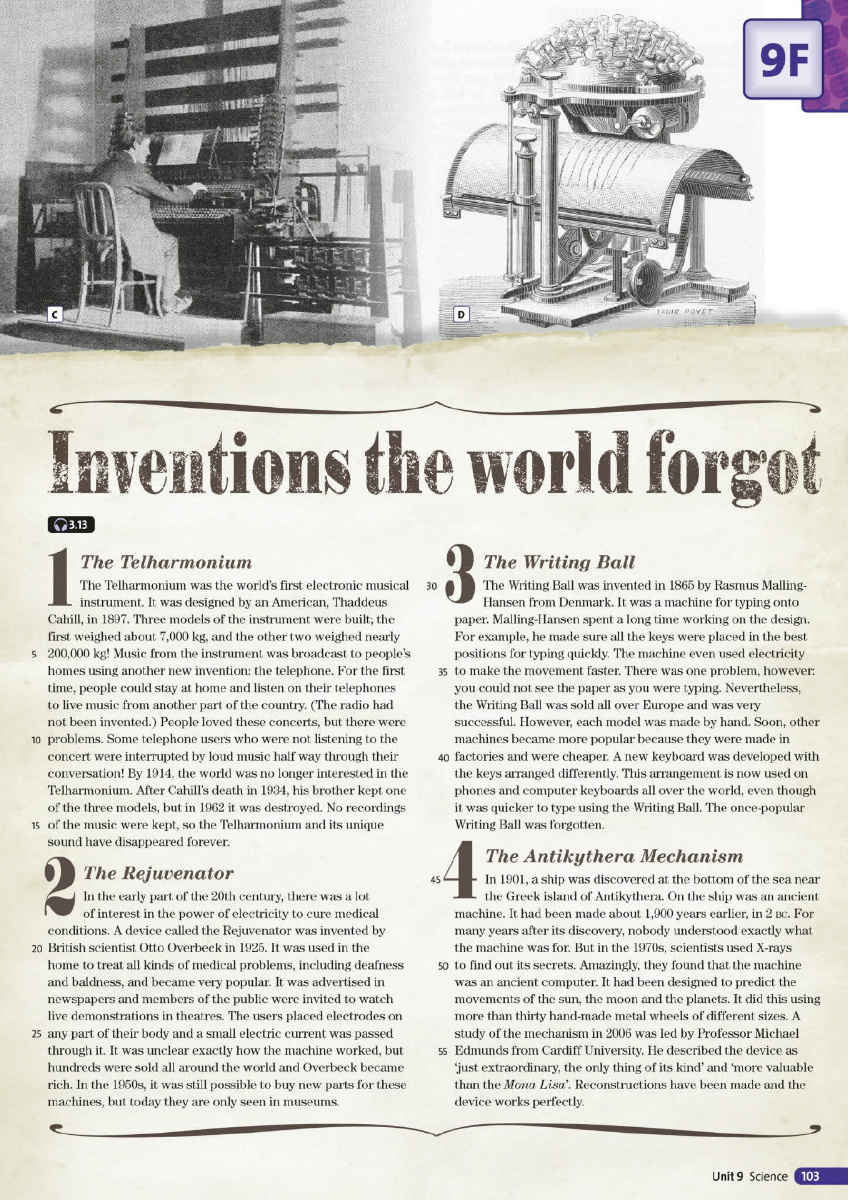 9F
C
D
LOUIS POYET
Inventions the world forgot
3.13
1 The Telharmonium
The Telharmonium was the world's first electronic musical
instrument. It was designed by an American, Thaddeus
Cahill, in 1897. Three models of the instrument were built; the
first weighed about 7,000 kg, and the other two weighed nearly
5 200,000 kg! Music from the instrument was broadcast to people's
homes using another new invention: the telephone. For the first
time, people could stay at home and listen on their telephones
to live music from another part of the country. (The radio had
not been invented.) People loved these concerts, but there were
10 problems. Some telephone users who were not listening to the
concert were interrupted by loud music half way through their
conversation! By 1914, the world was no longer interested in the
Telharmonium. After Cahill's death in 1934, his brother kept one
of the three models, but in 1962 it was destroyed. No recordings
15 of the music were kept, so the Telharmonium and its unique
sound have disappeared forever.
2 The Rejuvenator
In the early part of the 20th century, there was a lot
of interest in the power of electricity to cure medical
conditions. A device called the Rejuvenator was invented by
20 British scientist Otto Overbeck in 1925. It was used in the
home to treat all kinds of medical problems, including deafness
and baldness, and became very popular. It was advertised in
newspapers and members of the public were invited to watch
live demonstrations in theatres. The users placed electrodes on
25 any part of their body and a small electric current was passed
through it. It was unclear exactly how the machine worked, but
hundreds were sold all around the world and Overbeck became
rich. In the 1950s, it was still possible to buy new parts for these
machines, but today they are only seen in museums.
3 The Writing Ball
30 The Writing Ball was invented in 1865 by Rasmus Malling-
Hansen from Denmark. It was a machine for typing onto
paper. Malling-Hansen spent a long time working on the design.
For example, he made sure all the keys were placed in the best
positions for typing quickly. The machine even used electricity
35 to make the movement faster. There was one problem, however:
you could not see the paper as you were typing. Nevertheless,
the Writing Ball was sold all over Europe and was very
successful. However, each model was made by hand. Soon, other
machines became more popular because they were made in
40 factories and were cheaper. A new keyboard was developed with
the keys arranged differently. This arrangement is now used on
phones and computer keyboards all over the world, even though
it was quicker to type using the Writing Ball. The once-popular
Writing Ball was forgotten.
4 The Antikythera Mechanism
45 In 1901, a ship was discovered at the bottom of the sea near
the Greek island of Antikythera. On the ship was an ancient
machine. It had been made about 1,900 years earlier, in 2 BC. For
many years after its discovery, nobody understood exactly what
the machine was for. But in the 1970s, scientists used X-rays
50 to find out its secrets. Amazingly, they found that the machine
was an ancient computer. It had been designed to predict the
movements of the sun, the moon and the planets. It did this using
more than thirty hand-made metal wheels of different sizes. A
study of the mechanism in 2006 was led by Professor Michael
55 Edmunds from Cardiff University. He described the device as
'just extraordinary, the only thing of its kind' and 'more valuable
than the Mona Lisa'. Reconstructions have been made and the
device works perfectly.
Unit 9 Science 103